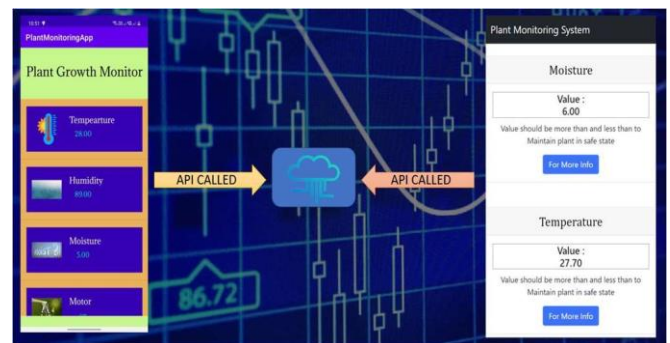 10:51
PlantMonitoringApp
Plant Growth Monitor
Tempearture
28.00
Humidity
89.00
Moisture
5.00
Motor
API CALLED
API CALLED
86.72
Plant Monitoring System
Moisture
Value :
6.00
Value should be more than and less than to
Maintain plant in safe state
For More Info
Temperature
Value :
27.70
Value should be more than and less than to
Maintain plant in safe state
For More Info